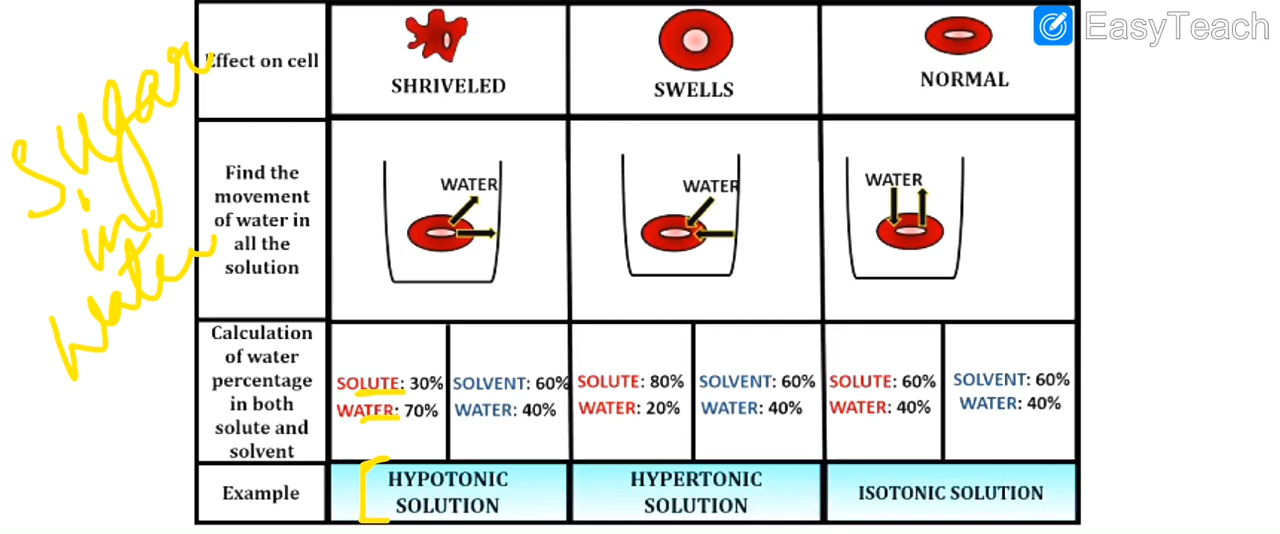 EasyTeach
Sugar
in
water
Effect on cell
SHRIVELED
SWELLS
NORMAL
Find the
movement
of water in
all the
solution
WATER
WATER
WATER
Calculation
of water
percentage
in both
solute and
solvent
SOLUTE: 30%
WATER: 70%
SOLVENT: 60%
WATER: 40%
SOLUTE: 80%
WATER: 20%
SOLVENT: 60%
WATER: 40%
SOLUTE: 60%
WATER: 40%
SOLVENT: 60%
WATER: 40%
Example
HYPOTONIC
SOLUTION
HYPERTONIC
SOLUTION
ISOTONIC SOLUTION